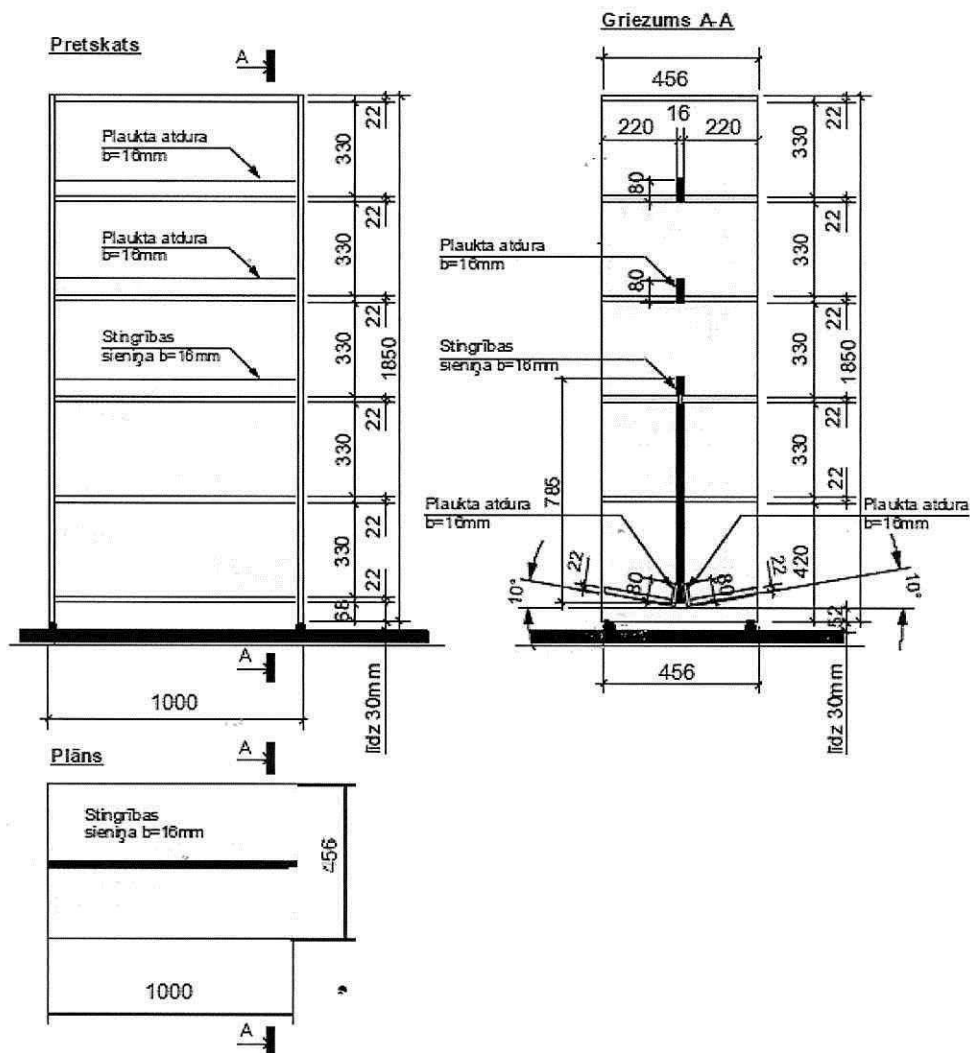 Griezums A-A
Pretskats
A
456
16
220
220
22
330
22
330
22
330
1850
22
330
22
330
22
68
Plaukta atdura
b=16mm
Plaukta atdura
b=16mm
Stingrības
sieniņa b=16mm
80
80
Plaukta atdura
b=16mm
Stingrības
sieniņa b=16mm
785
Plaukta atdura
b=16mm
Plaukta atdura
b=16mm
22
330
22
330
22
330
1850
22
330
22
420
52
10°
22
80
80
22
10°
A
1000
līdz 30mm
456
līdz 30mm
A
Plāns
Stingrības
sieniņa b=16mm
456
1000
A